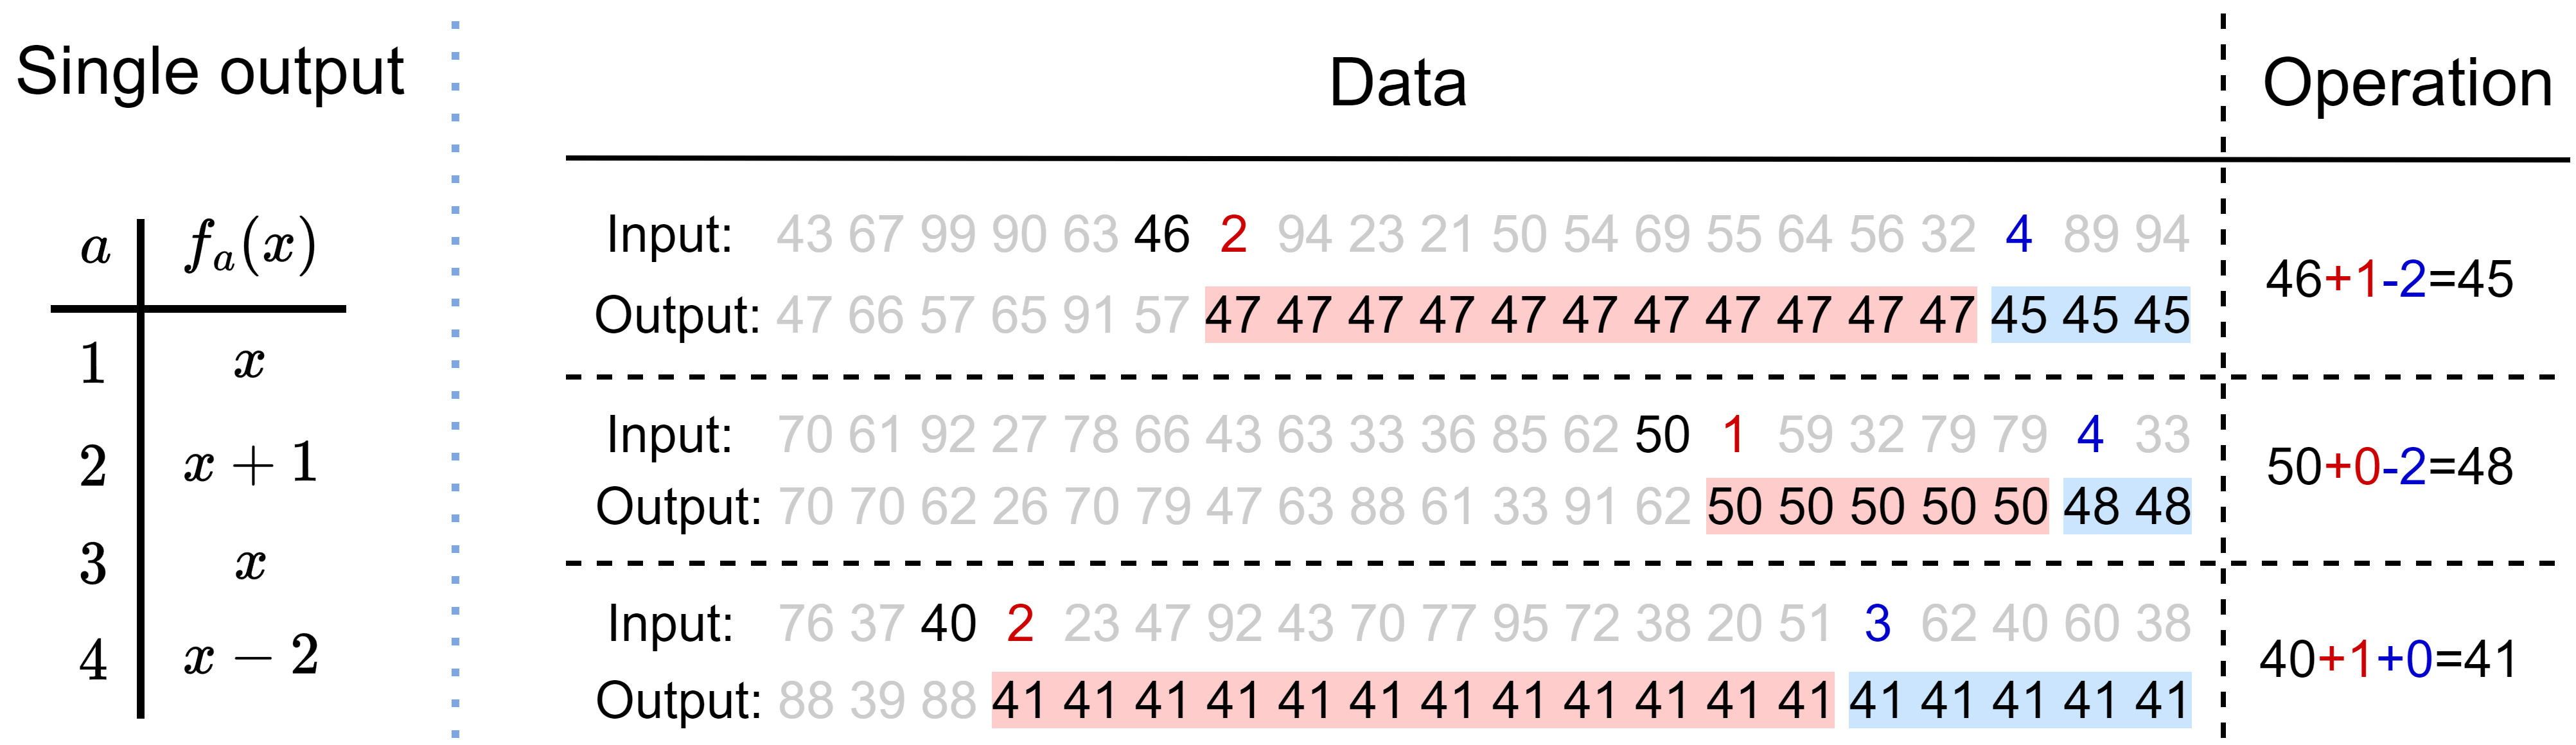 Single output
Data
Operation
a fₐ(x)
1 x
2 x + 1
3 x
4 x − 2
Input: 43 67 99 90 63 46 2 94 23 21 50 54 69 55 64 56 32 4 89 94
Output: 47 66 57 65 91 57 47 47 47 47 47 47 47 47 47 47 47 45 45 45
46+1-2=45
Input: 70 61 92 27 78 66 43 63 33 36 85 62 50 1 59 32 79 79 4 33
Output: 70 70 62 26 70 79 47 63 88 61 33 91 62 50 50 50 50 50 48 48
50+0-2=48
Input: 76 37 40 2 23 47 92 43 70 77 95 72 38 20 51 3 62 40 60 38
Output: 88 39 88 41 41 41 41 41 41 41 41 41 41 41 41 41 41 41 41 41
40+1+0=41